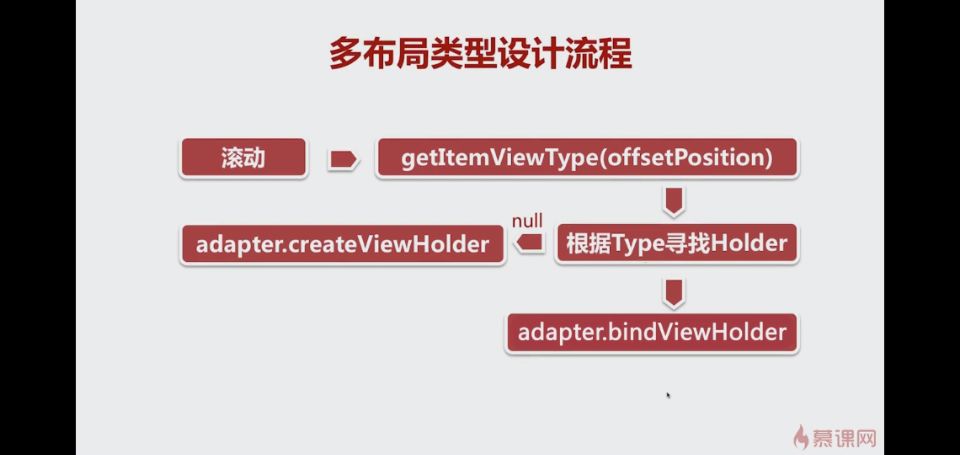 多布局类型设计流程
滚动
getItemViewType(offsetPosition)
null
adapter.createViewHolder
根据Type寻找Holder
adapter.bindViewHolder
慕课网